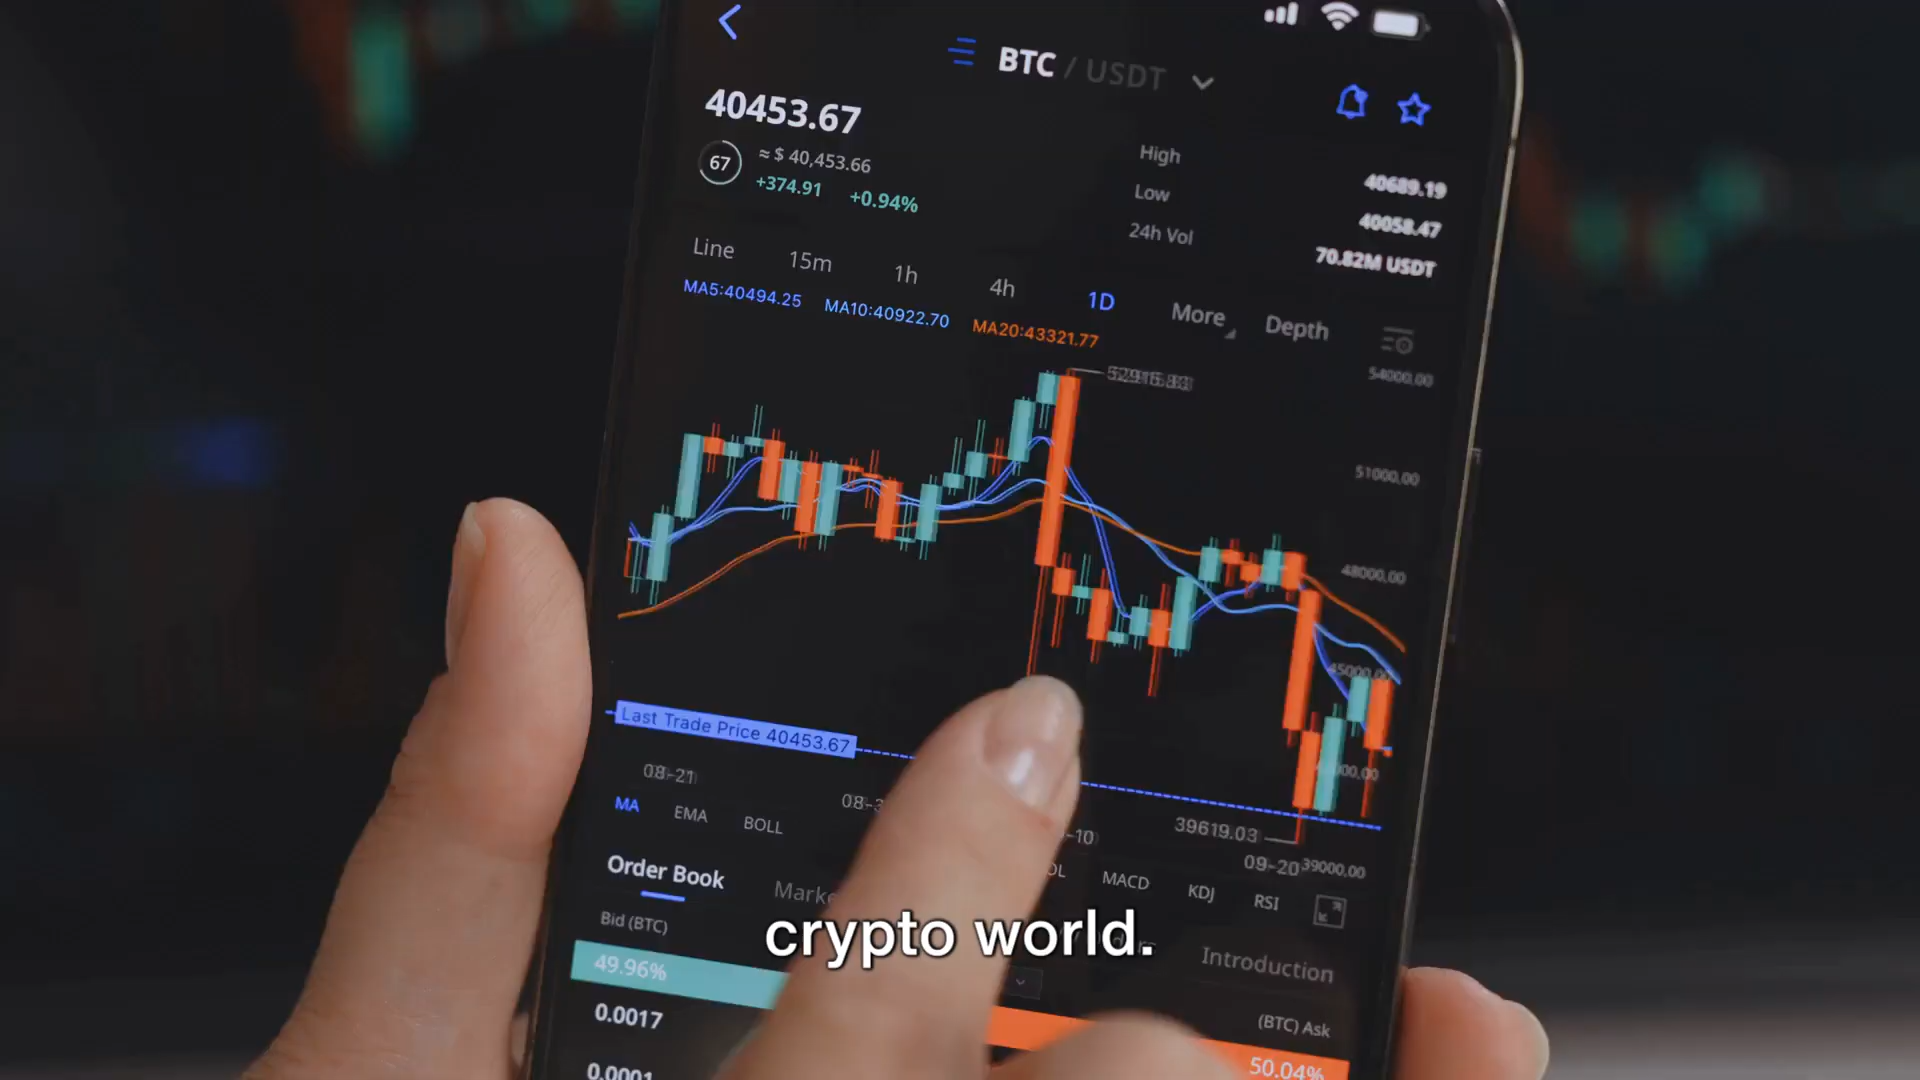 BTC / USDT
40453.67
67
≈ $ 40,453.66
+374.91 +0.94%
High 40689.19
Low 40058.47
24h Vol 70.82M USDT
Line 15m 1h 4h 1D More Depth
MA5:40494.25 MA10:40922.70 MA20:43321.77
54000.00
51000.00
48000.00
45000.00
Last Trade Price 40453.67
39619.03
39000.00
08-21 09-20
MA EMA BOLL MACD KDJ RSI
Order Book Introduction
Bid (BTC) (BTC) Ask
49.96% 50.04%
0.0017
0.0001
crypto world.